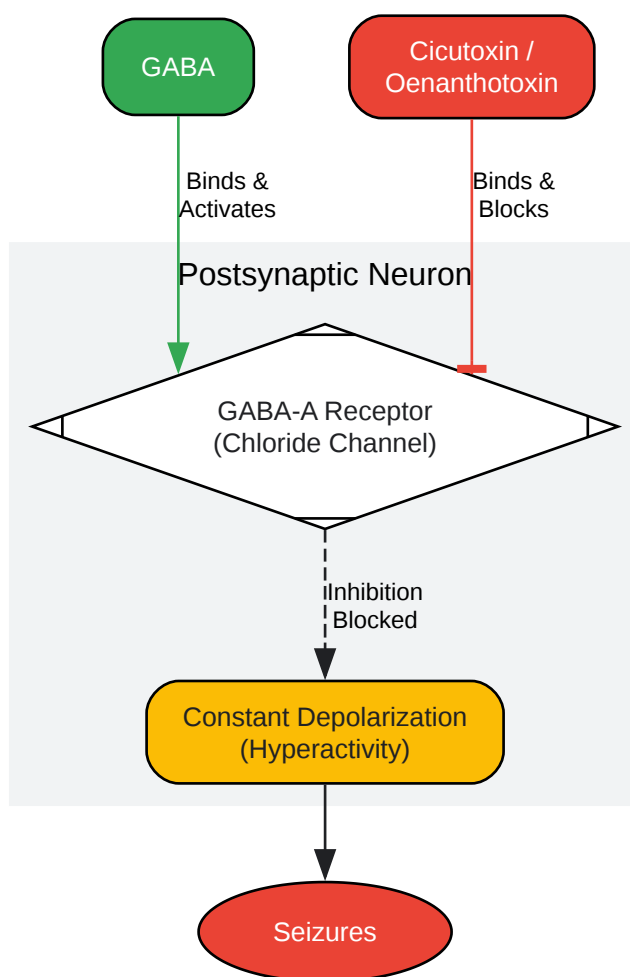 GABA
Cicutoxin /
Oenanthotoxin
Binds &
Activates
Binds &
Blocks
Postsynaptic Neuron
GABA-A Receptor
(Chloride Channel)
Inhibition
Blocked
Constant Depolarization
(Hyperactivity)
Seizures